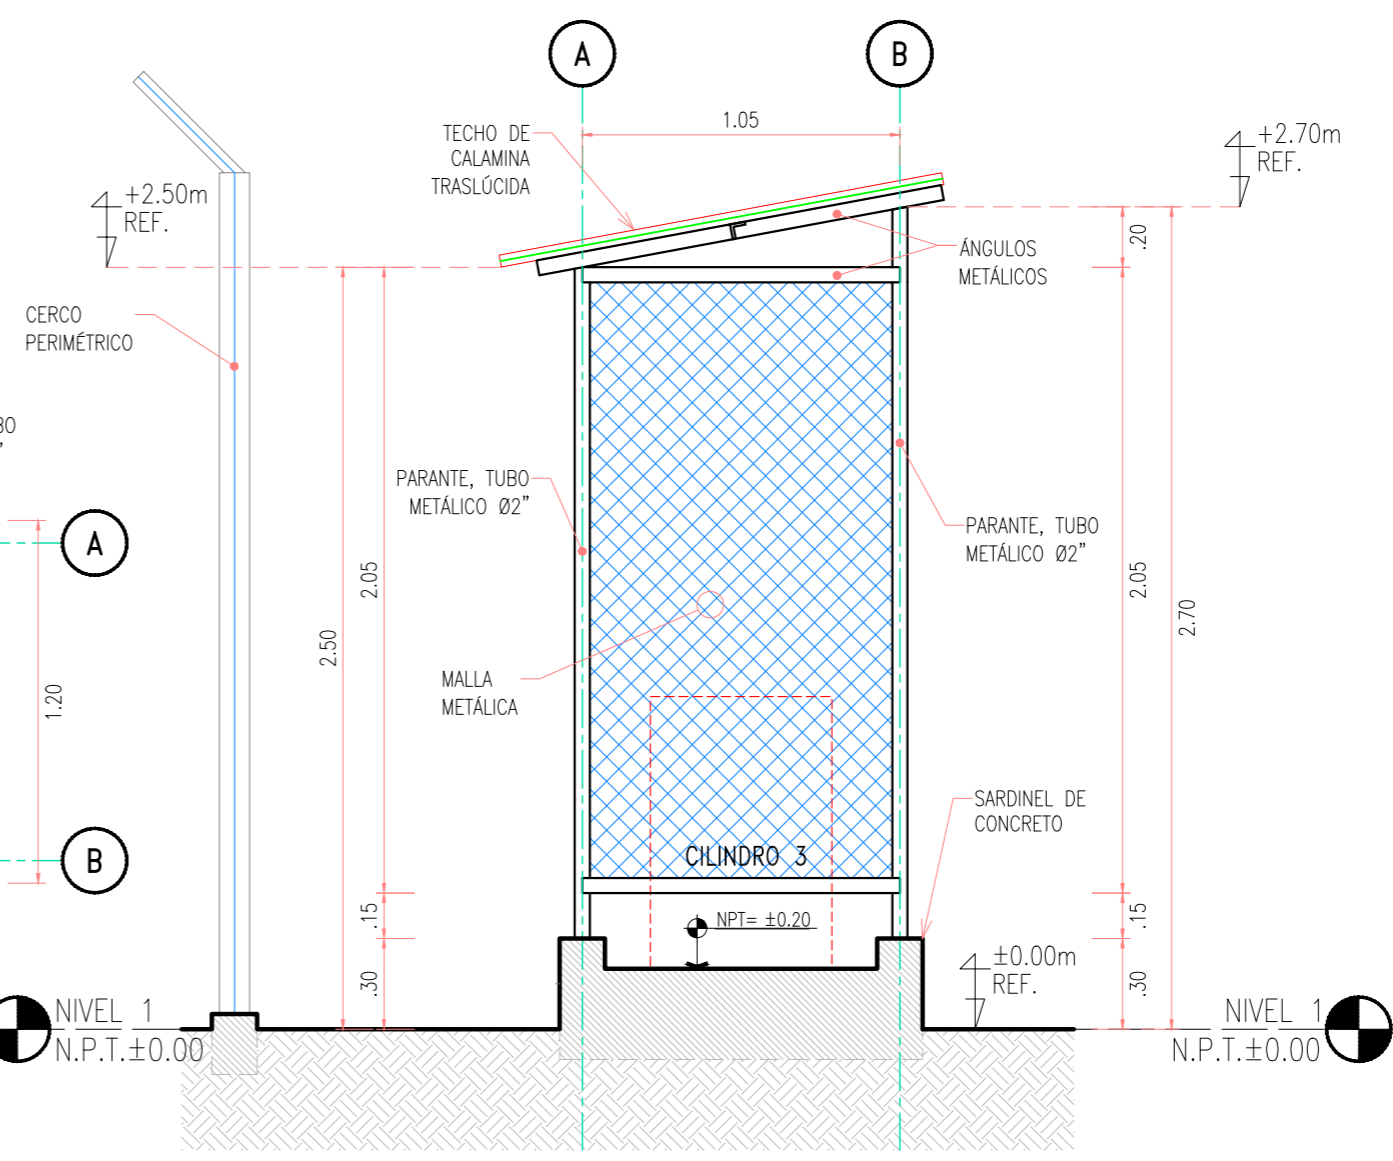 A
B
1.05
TECHO DE
CALAMINA
TRASLÚCIDA
+2.70m
REF.
+2.50m
REF.
.20
ÁNGULOS
METÁLICOS
CERCO
PERIMÉTRICO
BO
"
PARANTE, TUBO
METÁLICO Ø2"
PARANTE, TUBO
METÁLICO Ø2"
A
2.05
2.05
2.50
2.70
1.20
MALLA
METÁLICA
SARDINEL DE
CONCRETO
CILINDRO 3
B
.15
.15
NPT= ±0.20
±0.00m
REF.
.30
.30
NIVEL 1
N.P.T.±0.00
NIVEL 1
N.P.T.±0.00